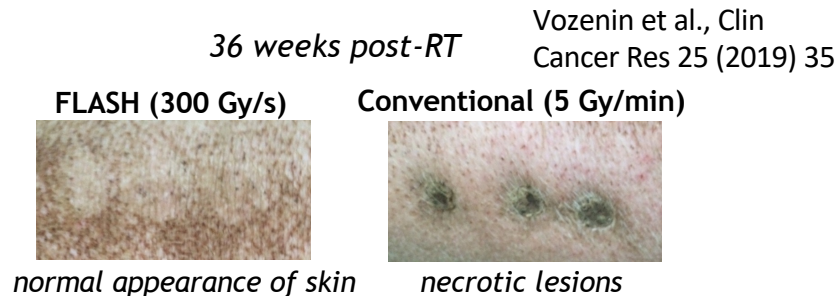 36 weeks post-RT
Vozenin et al., Clin
Cancer Res 25 (2019) 35
FLASH (300 Gy/s)
Conventional (5 Gy/min)
normal appearance of skin
necrotic lesions